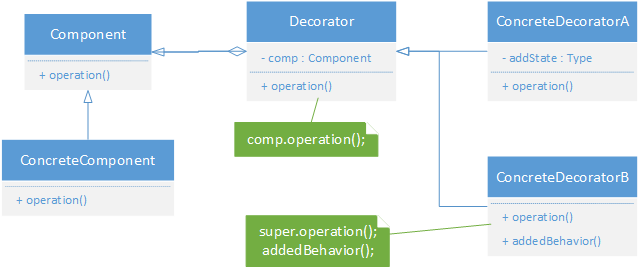 Component
+ operation()
ConcreteComponent
+ operation()
Decorator
- comp : Component
+ operation()
comp.operation();
super.operation();
addedBehavior();
ConcreteDecoratorA
- addState : Type
+ operation()
ConcreteDecoratorB
+ operation()
+ addedBehavior()